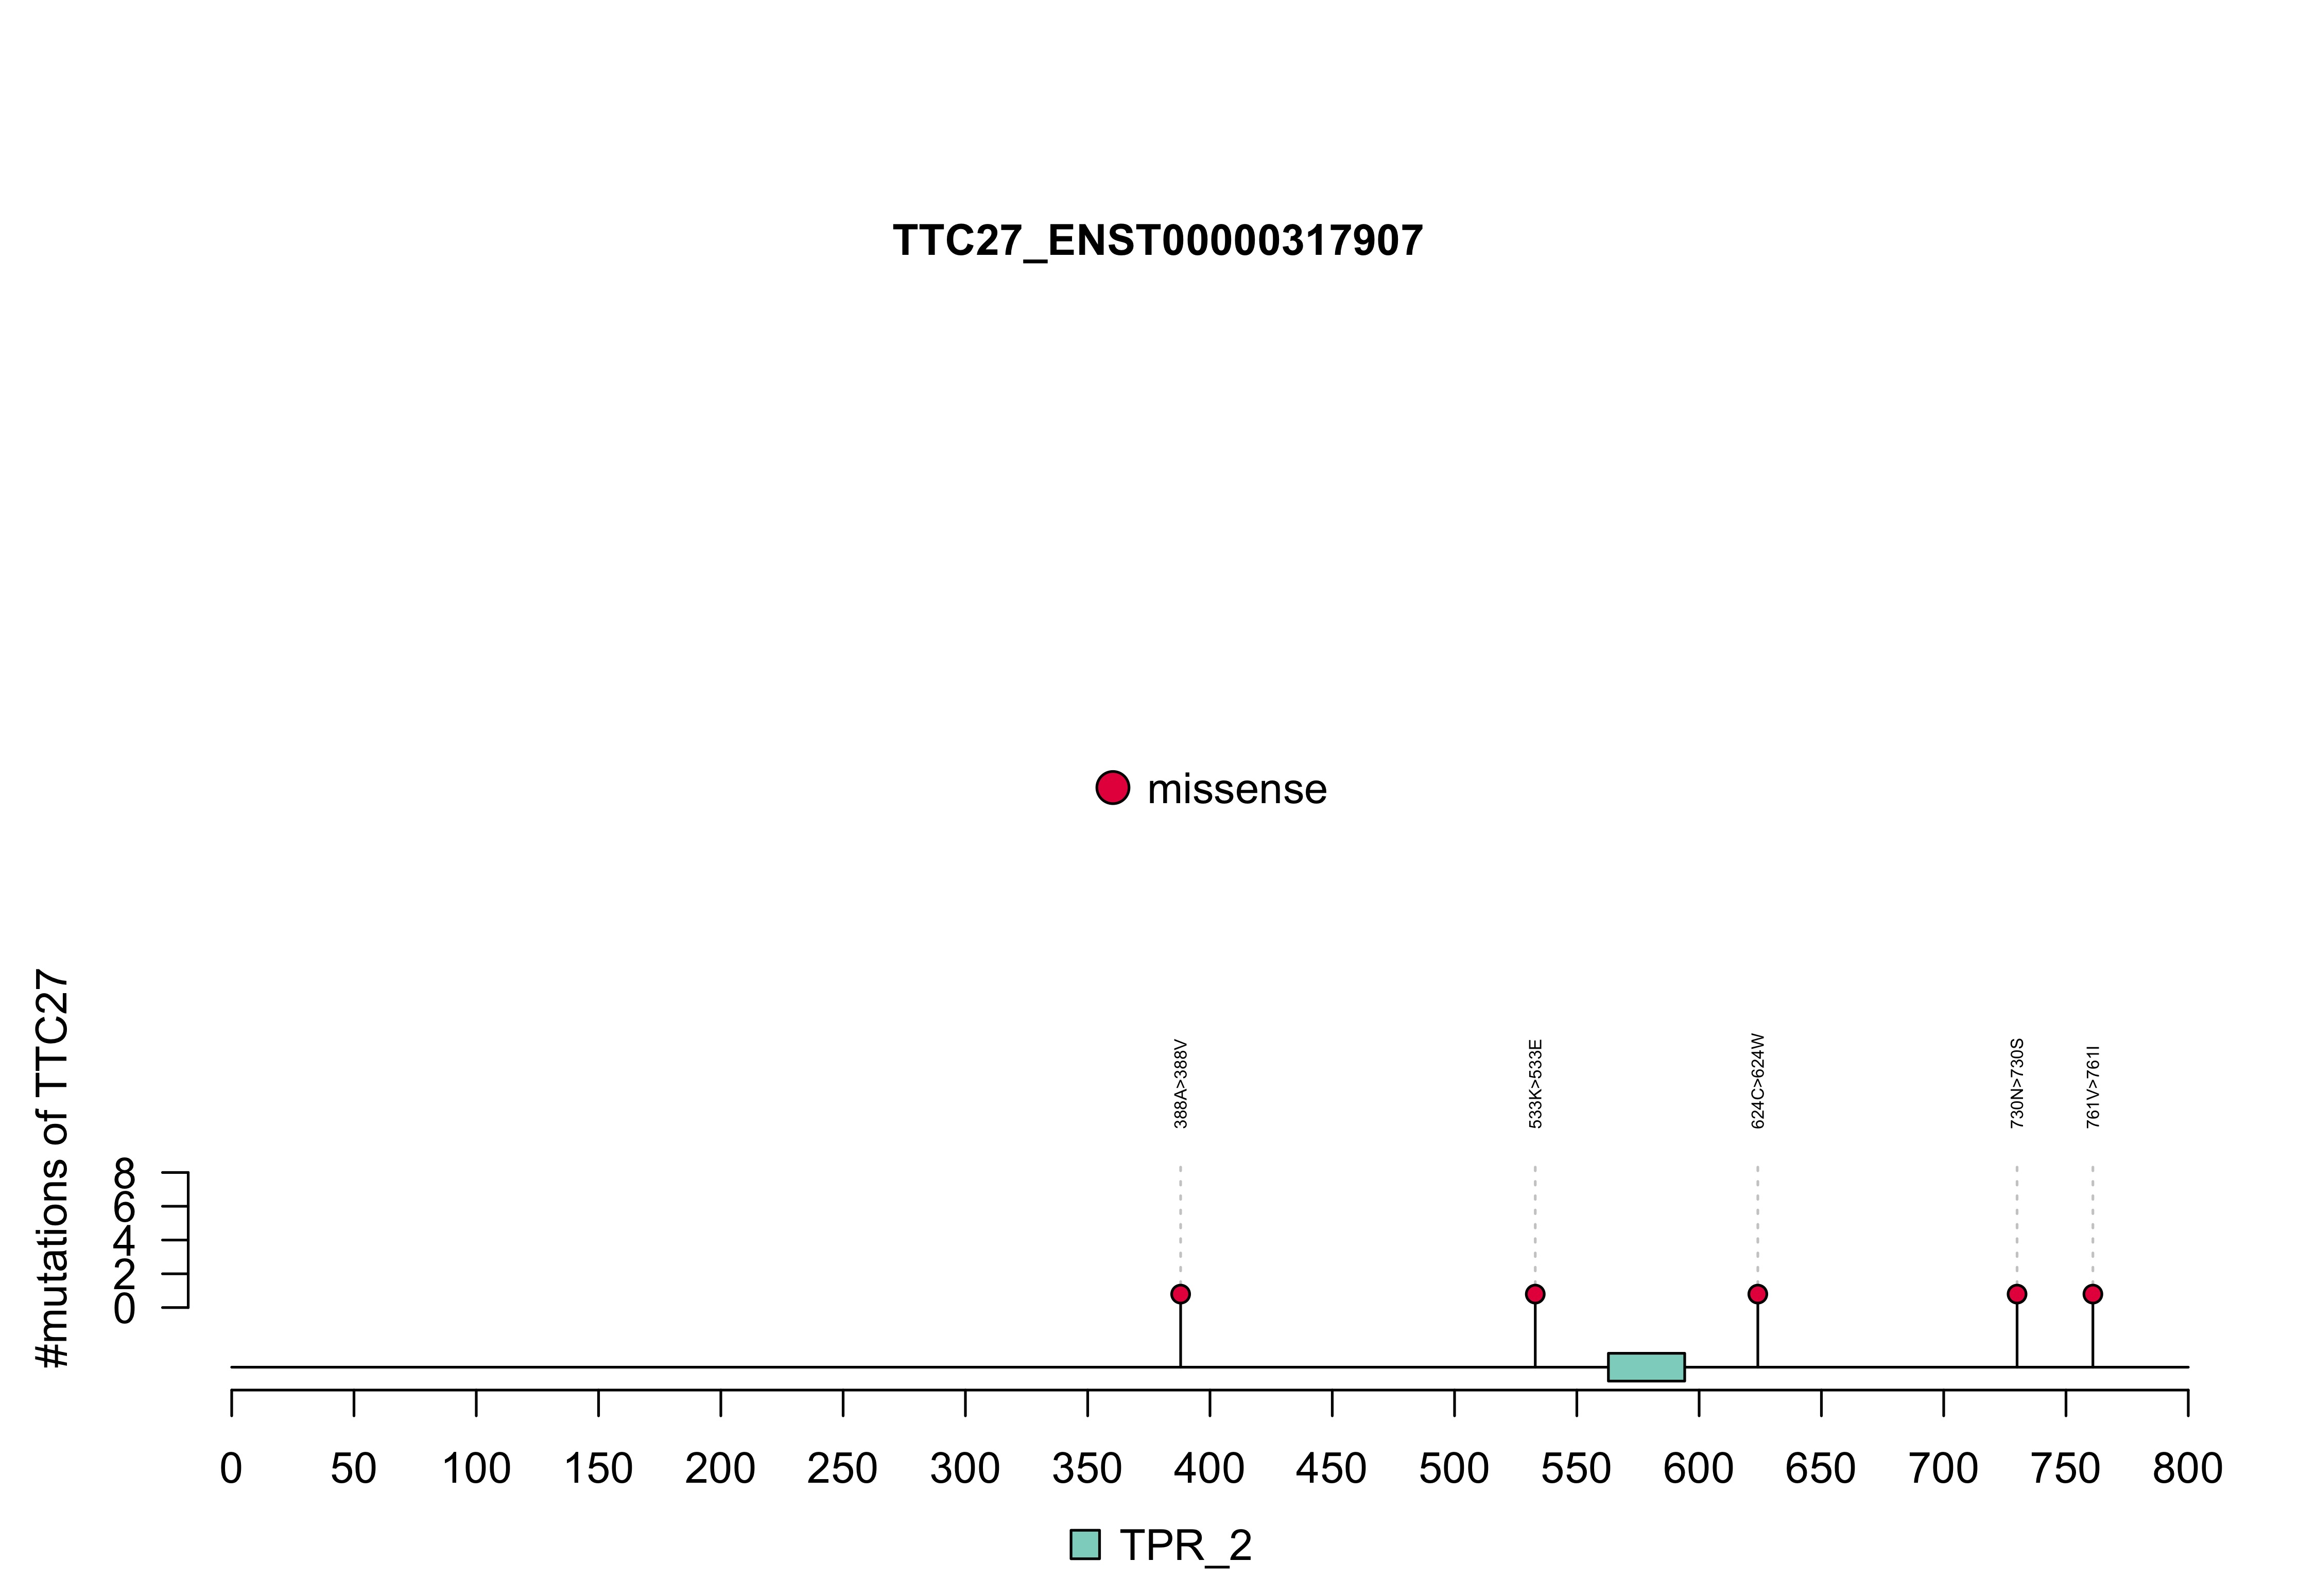 TTC27_ENST00000317907
missense
#mutations of TTC27
8
6
4
2
0
388A>388V
533K>533E
624C>624W
730N>730S
761V>761I
0 50 100 150 200 250 300 350 400 450 500 550 600 650 700 750 800
TPR_2